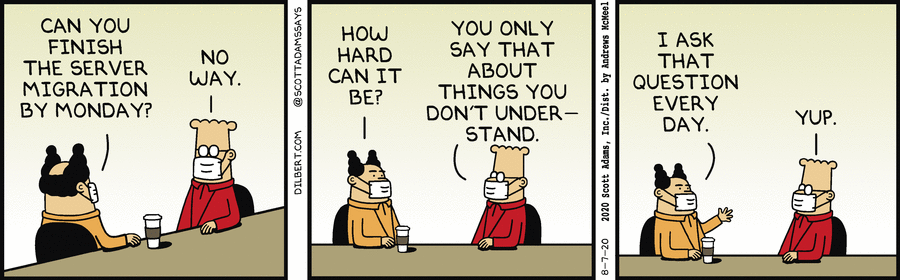 CAN YOU
FINISH
THE SERVER
MIGRATION
BY MONDAY?
NO
WAY.
DILBERT.COM @SCOTTADAMSSAYS
HOW
HARD
CAN IT
BE?
YOU ONLY
SAY THAT
ABOUT
THINGS YOU
DON'T UNDER-
STAND.
8-7-20 2020 Scott Adams, Inc./Dist. by Andrews McMeel
I ASK
THAT
QUESTION
EVERY
DAY.
YUP.